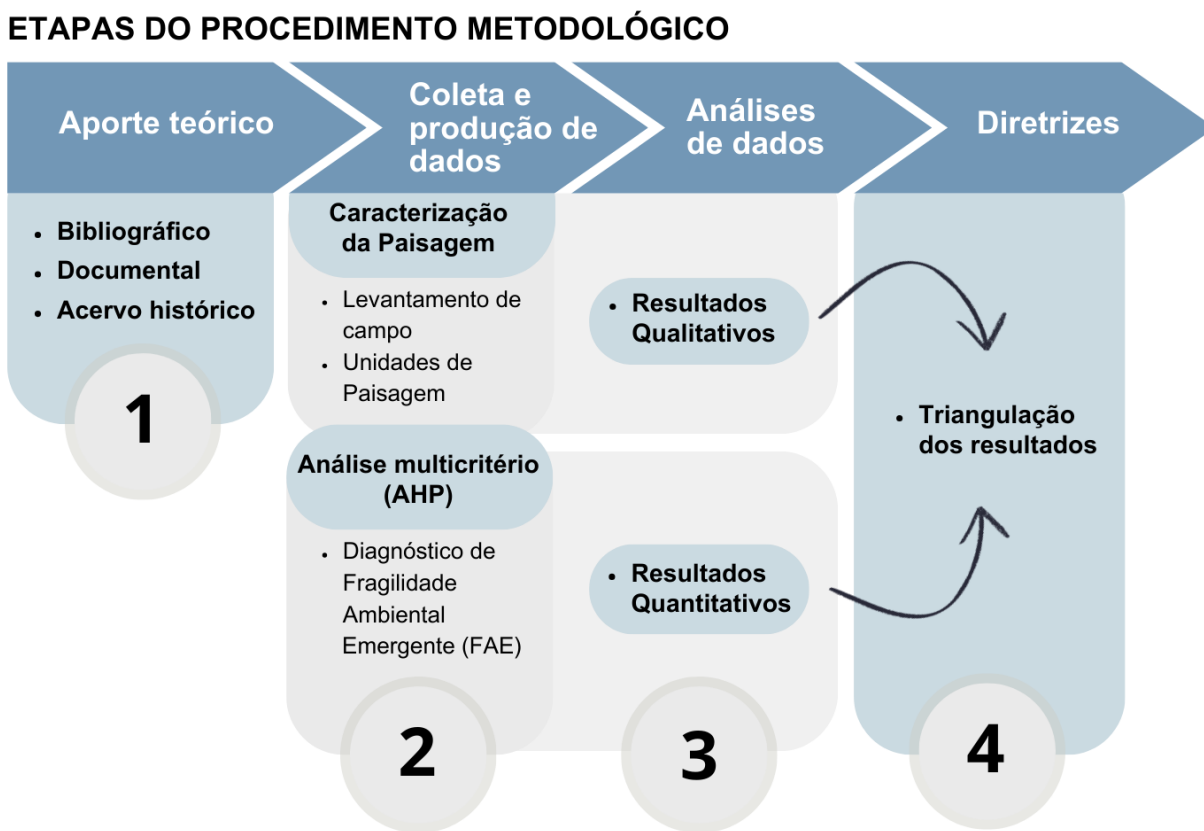 ETAPAS DO PROCEDIMENTO METODOLÓGICO
Aporte teórico
• Bibliográfico
• Documental
• Acervo histórico
1
Coleta e
produção de
dados
Caracterização
da Paisagem
• Levantamento de
campo
• Unidades de
Paisagem
Análise multicritério
(AHP)
• Diagnóstico de
Fragilidade
Ambiental
Emergente (FAE)
2
Análises
de dados
• Resultados
Qualitativos
• Resultados
Quantitativos
3
Diretrizes
• Triangulação
dos resultados
4